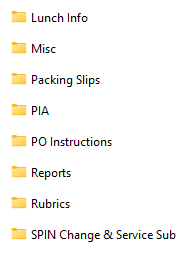 Lunch Info
Misc
Packing Slips
PIA
PO Instructions
Reports
Rubrics
SPIN Change & Service Sub